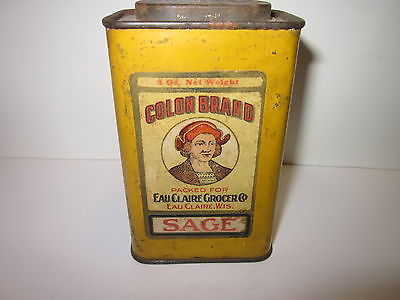 3 Oz. Net Weight
COLON BRAND
PACKED FOR
EAU CLAIRE GROCER CO
EAU CLAIRE, WIS.
SAGE